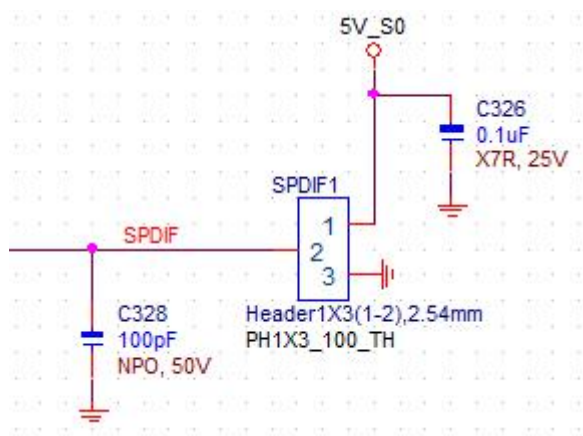 5V_S0
C326
0.1uF
X7R, 25V
SPDIF1
1
SPDIF
2
3
C328
100pF
NPO, 50V
Header1X3(1-2),2.54mm
PH1X3_100_TH